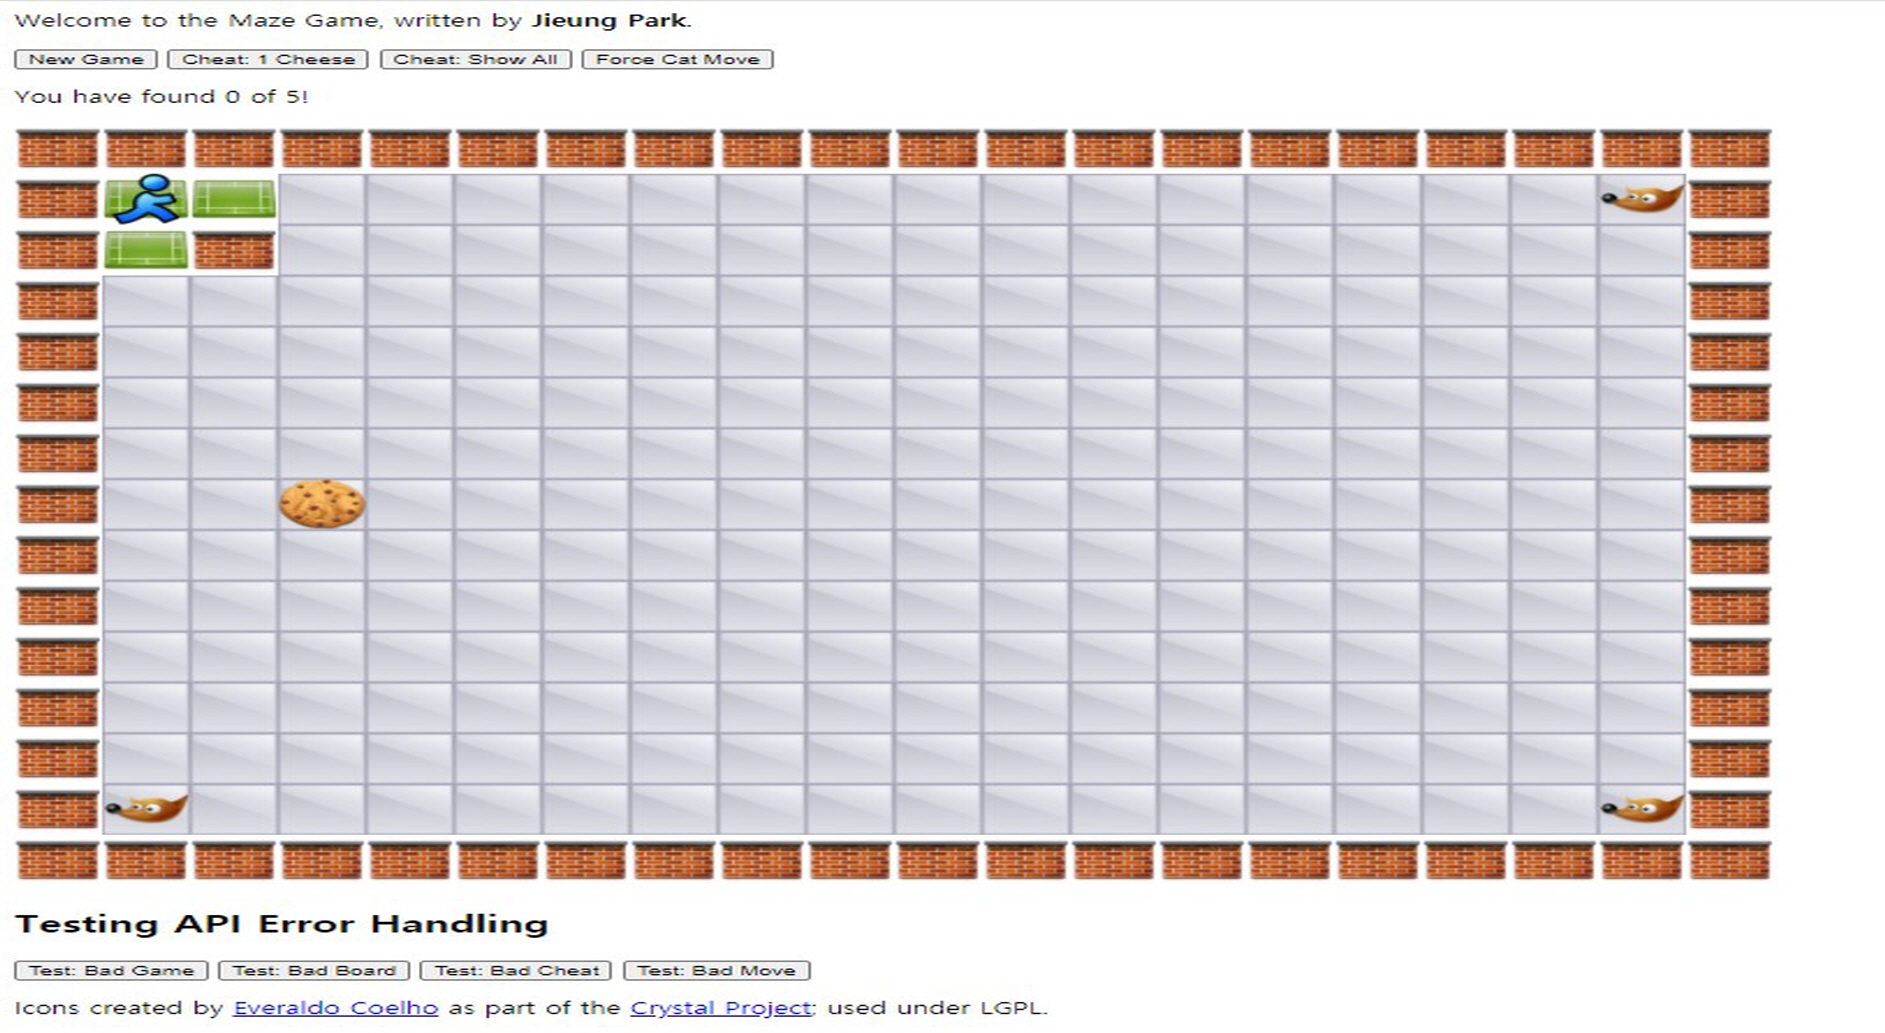 Welcome to the Maze Game, written by Jieung Park.
New Game Cheat: 1 Cheese Cheat: Show All Force Cat Move
You have found 0 of 5!
Testing API Error Handling
Test: Bad Game Test: Bad Board Test: Bad Cheat Test: Bad Move
Icons created by Everaldo Coelho as part of the Crystal Project; used under LGPL.